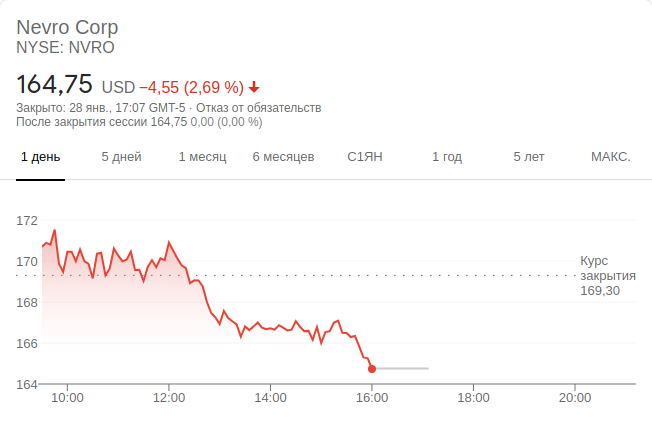 Nevro Corp
NYSE: NVRO
164,75 USD −4,55 (2,69 %)
Закрыто: 28 янв., 17:07 GMT-5 · Отказ от обязательств
После закрытия сессии 164,75 0,00 (0,00 %)
1 день 5 дней 1 месяц 6 месяцев С1ЯН 1 год 5 лет МАКС.
172
170
168
166
164
Курс
закрытия
169,30
10:00 12:00 14:00 16:00 18:00 20:00